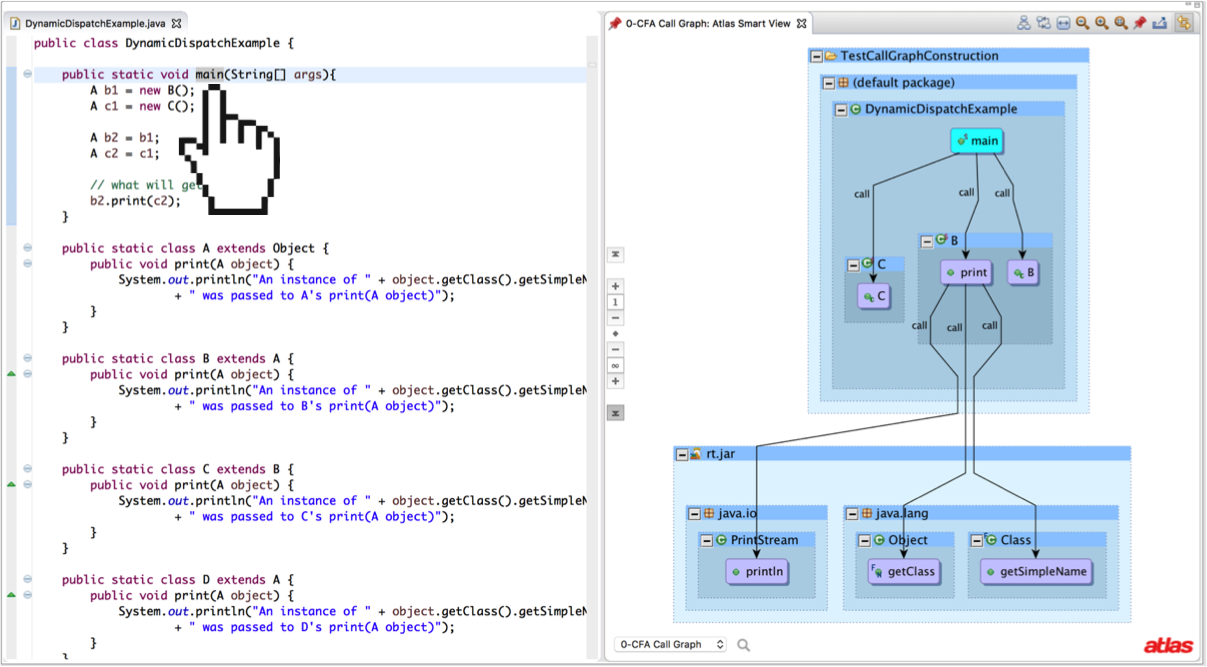 DynamicDispatchExample.java
public class DynamicDispatchExample {
public static void main(String[] args){
A b1 = new B();
A c1 = new C();
A b2 = b1;
A c2 = c1;
// what will ge
b2.print(c2);
}
public static class A extends Object {
public void print(A object) {
System.out.println("An instance of " + object.getClass().getSimpleN
+ " was passed to A's print(A object)");
}
}
public static class B extends A {
public void print(A object) {
System.out.println("An instance of " + object.getClass().getSimpleN
+ " was passed to B's print(A object)");
}
}
public static class C extends B {
public void print(A object) {
System.out.println("An instance of " + object.getClass().getSimpleN
+ " was passed to C's print(A object)");
}
}
public static class D extends A {
public void print(A object) {
System.out.println("An instance of " + object.getClass().getSimpleN
+ " was passed to D's print(A object)");
}
}
0-CFA Call Graph: Atlas Smart View
TestCallGraphConstruction
(default package)
DynamicDispatchExample
main
call
call
call
B
C
print
B
C
call
call
call
1
∞
rt.jar
java.io
java.lang
PrintStream
Object
Class
println
getClass
getSimpleName
0-CFA Call Graph
atlas